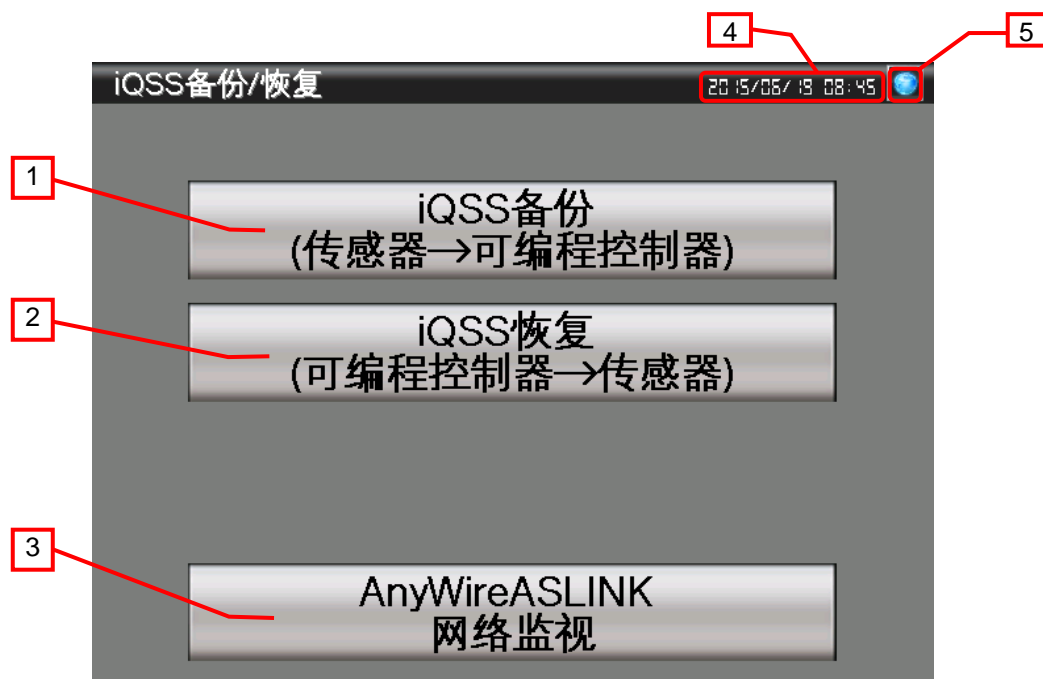 4
5
iQSS备份/恢复
2015/06/19 08:45
1
iQSS备份
(传感器→可编程控制器)
2
iQSS恢复
(可编程控制器→传感器)
3
AnyWireASLINK
网络监视